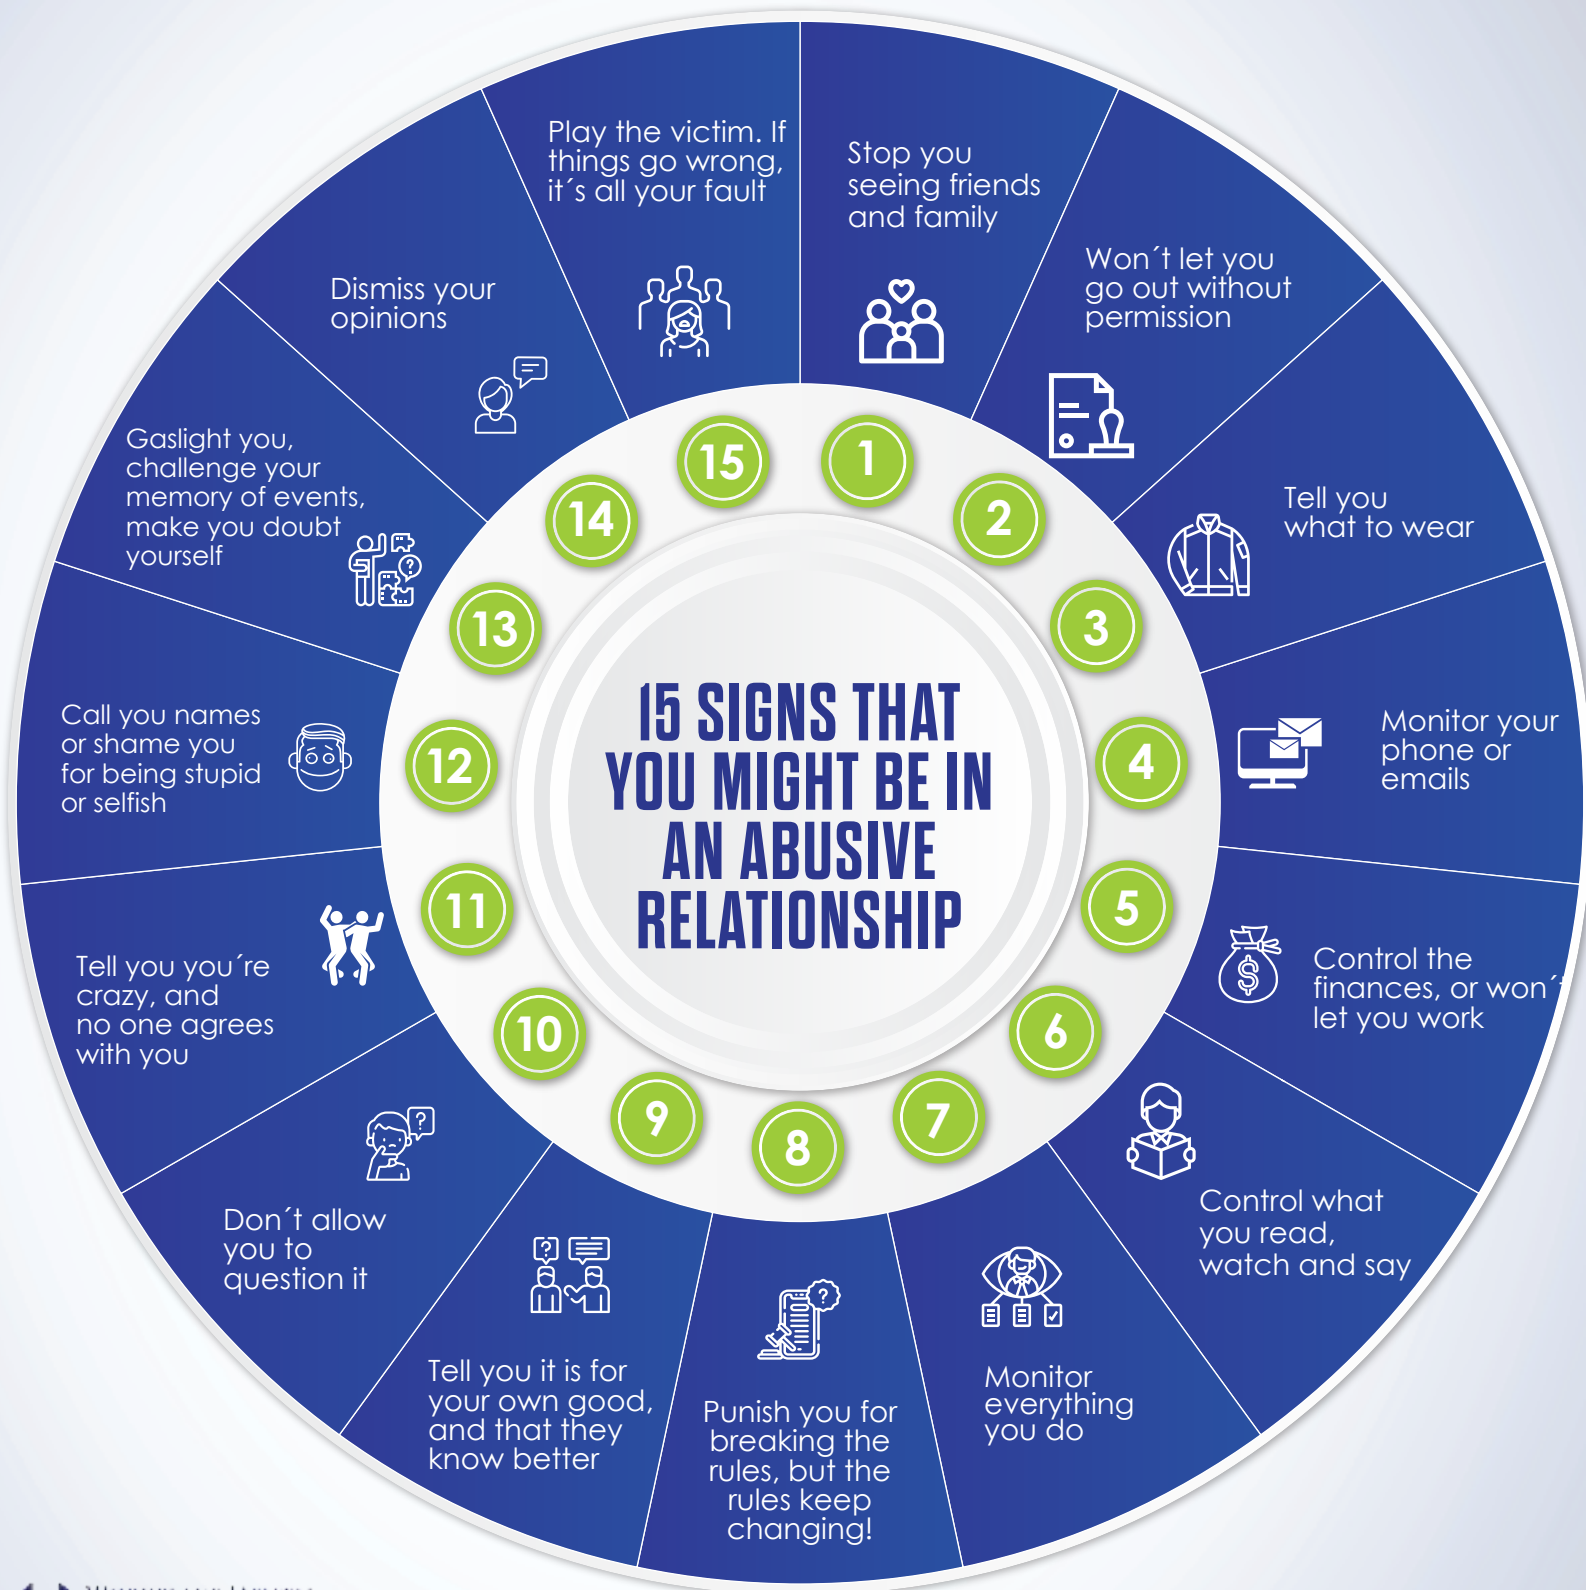 15 SIGNS THAT
YOU MIGHT BE IN
AN ABUSIVE
RELATIONSHIP
1
Stop you
seeing friends
and family
2
Won´t let you
go out without
permission
3
Tell you
what to wear
4
Monitor your
phone or
emails
5
Control the
finances, or won´t
let you work
6
Control what
you read,
watch and say
7
Monitor
everything
you do
8
Punish you for
breaking the
rules, but the
rules keep
changing!
9
Tell you it is for
your own good,
and that they
know better
10
Don´t allow
you to
question it
11
Tell you you´re
crazy, and
no one agrees
with you
12
Call you names
or shame you
for being stupid
or selfish
13
Gaslight you,
challenge your
memory of events,
make you doubt
yourself
14
Dismiss your
opinions
15
Play the victim. If
things go wrong,
it´s all your fault